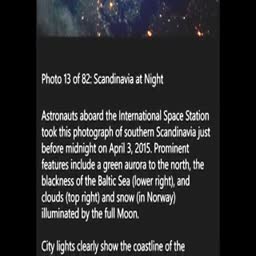 Photo 13 of 82: Scandinavia at Night
Astronauts aboard the International Space Station
took this photograph of southern Scandinavia just
before midnight on April 3, 2015. Prominent
features include a green aurora to the north, the
blackness of the Baltic Sea (lower right), and
clouds (top right) and snow (in Norway)
illuminated by the full Moon.
City lights clearly show the coastline of the